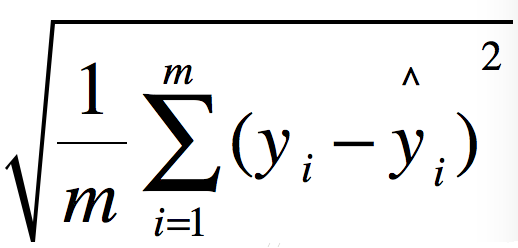 √(1/m ∑_{i=1}^{m} (y_i − ŷ_i)^2)